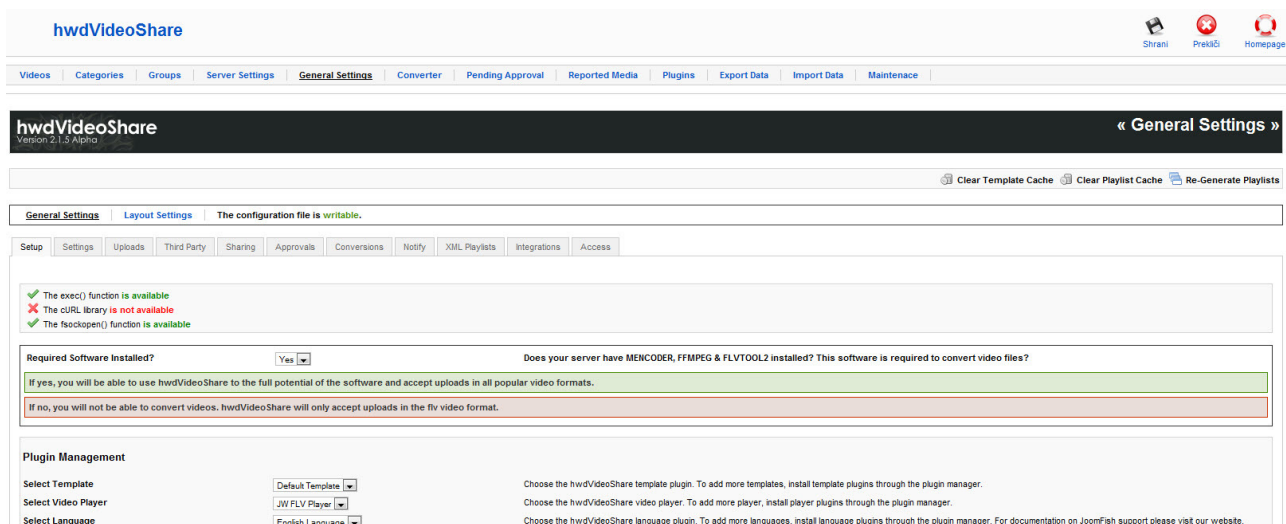 hwdVideoShare
Shrani Prekliči Homepage
Videos Categories Groups Server Settings General Settings Converter Pending Approval Reported Media Plugins Export Data Import Data Maintenace
hwdVideoShare
Version 2.1.5 Alpha
« General Settings »
Clear Template Cache Clear Playlist Cache Re-Generate Playlists
General Settings Layout Settings The configuration file is writable.
Setup Settings Uploads Third Party Sharing Approvals Conversions Notify XML Playlists Integrations Access
The exec() function is available
The cURL library is not available
The fsockopen() function is available
Required Software Installed? Yes Does your server have MENCODER, FFMPEG & FLVTOOL2 installed? This software is required to convert video files?
If yes, you will be able to use hwdVideoShare to the full potential of the software and accept uploads in all popular video formats.
If no, you will not be able to convert videos. hwdVideoShare will only accept uploads in the flv video format.
Plugin Management
Select Template Default Template Choose the hwdVideoShare template plugin. To add more templates, install template plugins through the plugin manager.
Select Video Player JW FLV Player Choose the hwdVideoShare video player. To add more player, install player plugins through the plugin manager.
Select Language English Language Choose the hwdVideoShare language plugin. To add more languages, install language plugins through the plugin manager. For documentation on JoomFish support please visit our website.